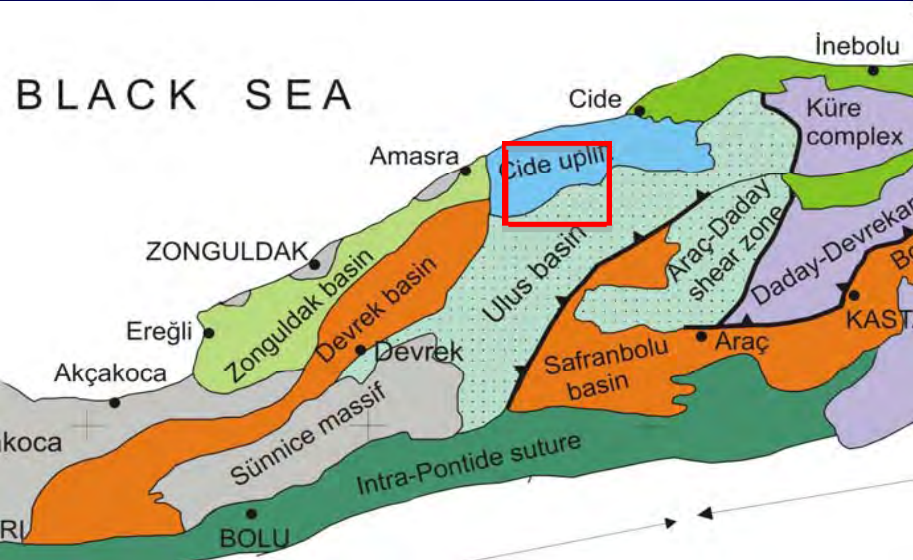 İnebolu
BLACK SEA
Cide
Küre
complex
Amasra
Cide uplift
ZONGULDAK
Araç-Daday
shear zone
Daday-Devrekan
Ulus basin
Zonguldak basin
Devrek basin
Ereğli
Devrek
KAST
Araç
Safranbolu
basin
Akçakoca
Sünnice massif
Intra-Pontide suture
BOLU